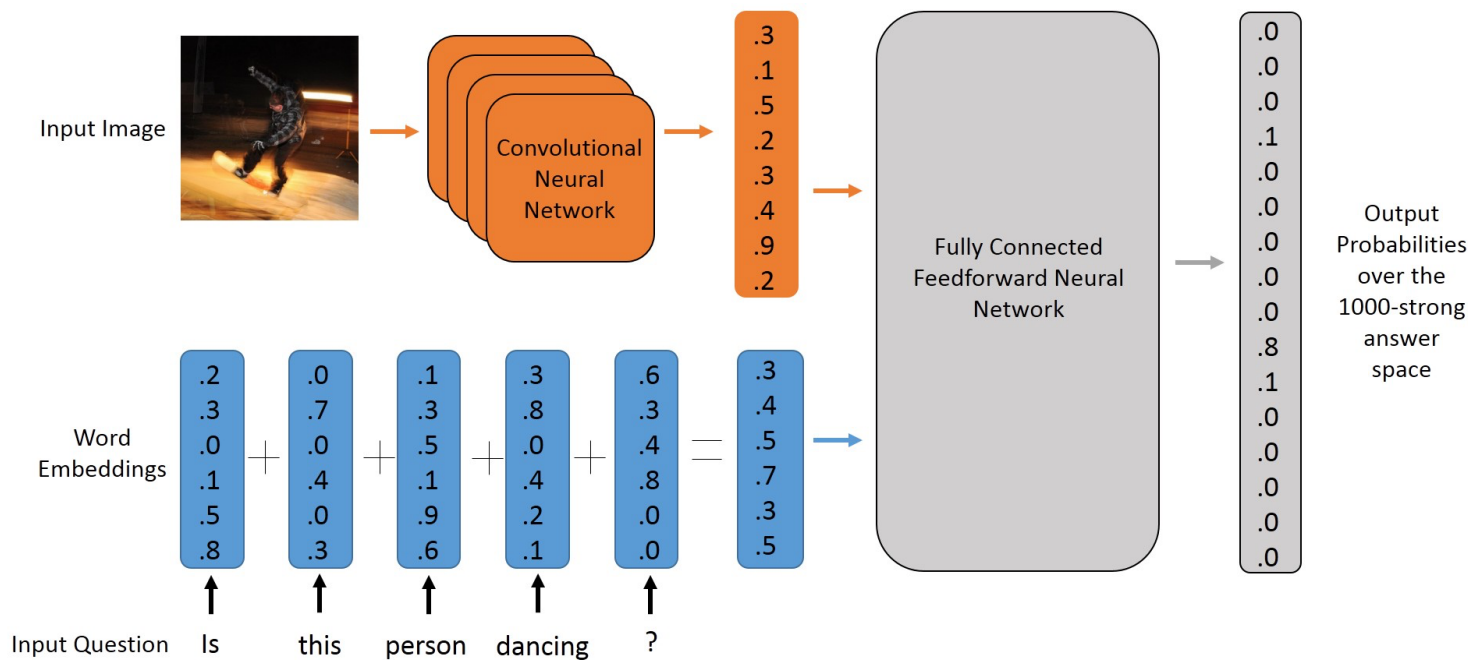 Input Image
Convolutional
Neural
Network
.3
.1
.5
.2
.3
.4
.9
.2
Fully Connected
Feedforward Neural
Network
.0
.0
.0
.1
.0
.0
.0
.0
.0
.8
.1
.0
.0
.0
.0
.0
Output
Probabilities
over the
1000-strong
answer
space
Word
Embeddings
.2 .0 .1 .3 .6 .3
.3 .7 .3 .8 .3 .4
.0 + .0 + .5 + .0 + .4 = .5
.1 .4 .1 .4 .8 .7
.5 .0 .9 .2 .0 .3
.8 .3 .6 .1 .0 .5
Input Question Is this person dancing ?